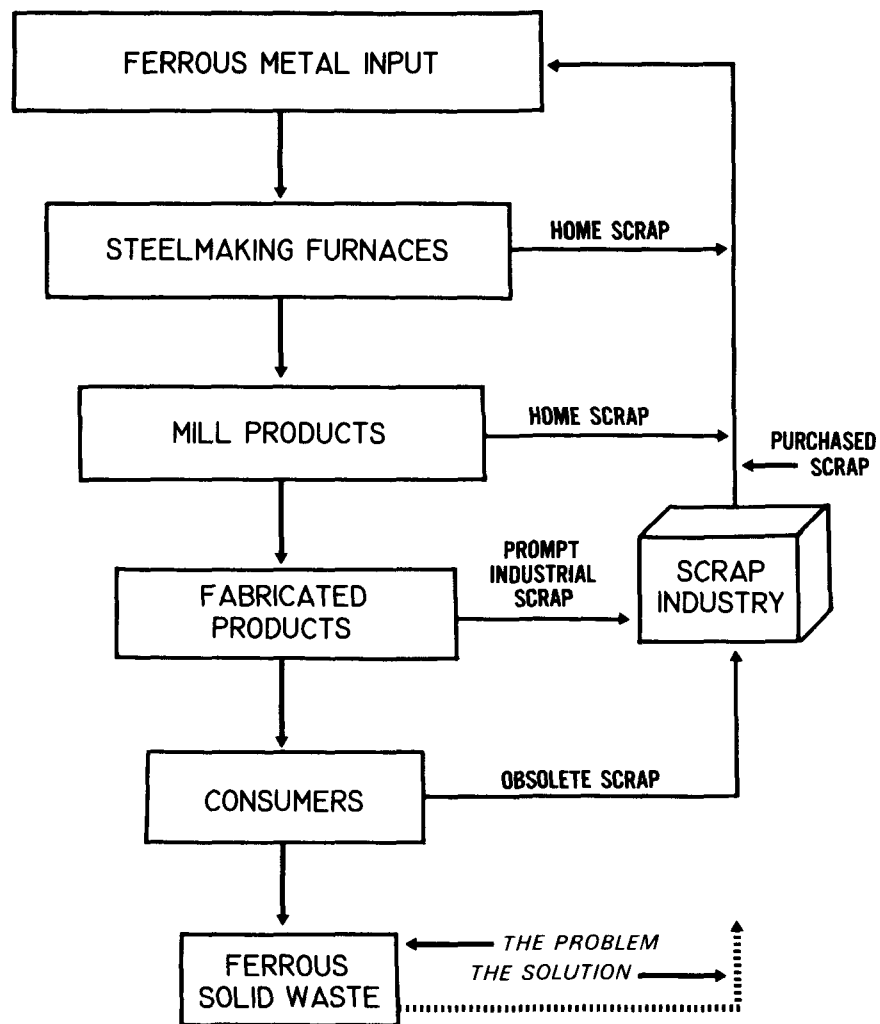 FERROUS METAL INPUT
STEELMAKING FURNACES
HOME SCRAP
MILL PRODUCTS
HOME SCRAP
PURCHASED
SCRAP
PROMPT
INDUSTRIAL
SCRAP
SCRAP
INDUSTRY
FABRICATED
PRODUCTS
CONSUMERS
OBSOLETE SCRAP
THE PROBLEM
THE SOLUTION
FERROUS
SOLID WASTE